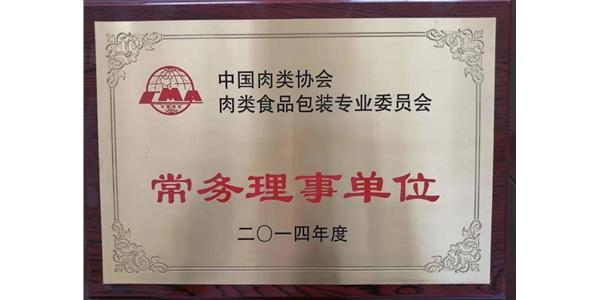 CMA
中国肉类协会
肉类食品包装专业委员会
常务理事单位
二〇一四年度